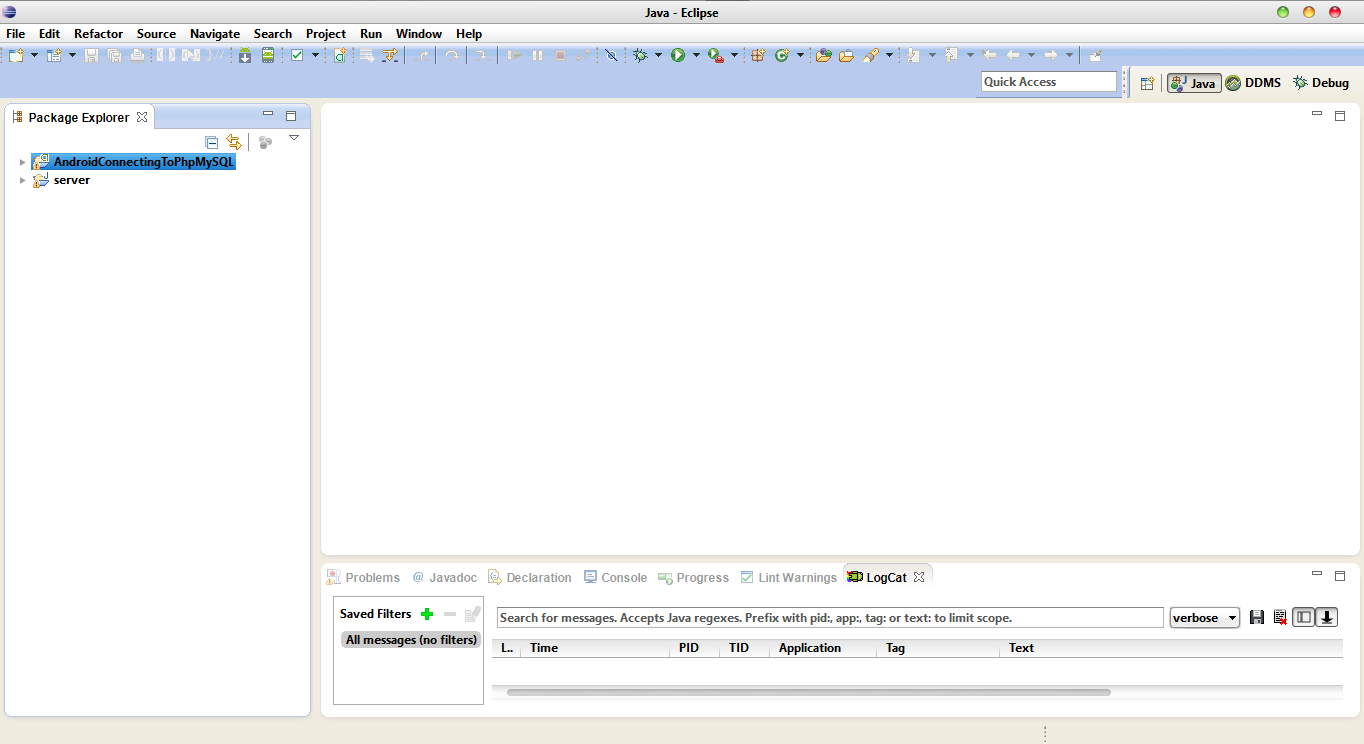 Java - Eclipse
File Edit Refactor Source Navigate Search Project Run Window Help
Quick Access
Java DDMS Debug
Package Explorer
AndroidConnectingToPhpMySQL
server
Problems @ Javadoc Declaration Console Progress Lint Warnings LogCat
Saved Filters
All messages (no filters)
Search for messages. Accepts Java regexes. Prefix with pid:, app:, tag: or text: to limit scope.
verbose
L.. Time PID TID Application Tag Text